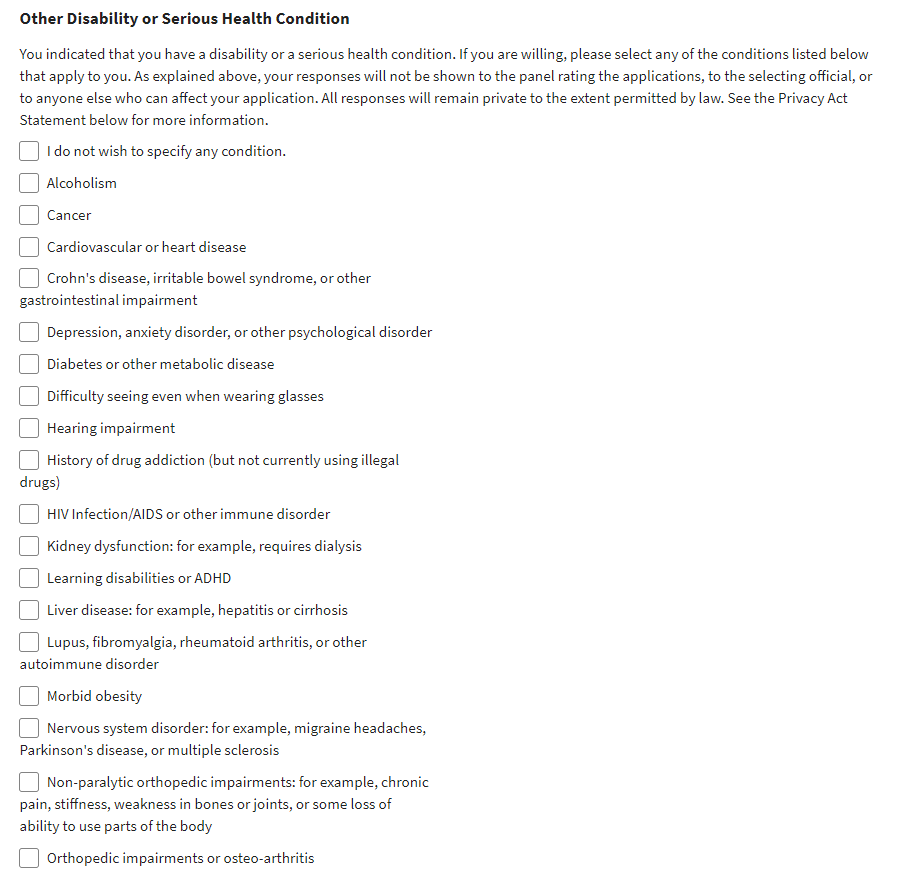 Other Disability or Serious Health Condition
You indicated that you have a disability or a serious health condition. If you are willing, please select any of the conditions listed below
that apply to you. As explained above, your responses will not be shown to the panel rating the applications, to the selecting official, or
to anyone else who can affect your application. All responses will remain private to the extent permitted by law. See the Privacy Act
Statement below for more information.
I do not wish to specify any condition.
Alcoholism
Cancer
Cardiovascular or heart disease
Crohn's disease, irritable bowel syndrome, or other
gastrointestinal impairment
Depression, anxiety disorder, or other psychological disorder
Diabetes or other metabolic disease
Difficulty seeing even when wearing glasses
Hearing impairment
History of drug addiction (but not currently using illegal
drugs)
HIV Infection/AIDS or other immune disorder
Kidney dysfunction: for example, requires dialysis
Learning disabilities or ADHD
Liver disease: for example, hepatitis or cirrhosis
Lupus, fibromyalgia, rheumatoid arthritis, or other
autoimmune disorder
Morbid obesity
Nervous system disorder: for example, migraine headaches,
Parkinson's disease, or multiple sclerosis
Non-paralytic orthopedic impairments: for example, chronic
pain, stiffness, weakness in bones or joints, or some loss of
ability to use parts of the body
Orthopedic impairments or osteo-arthritis